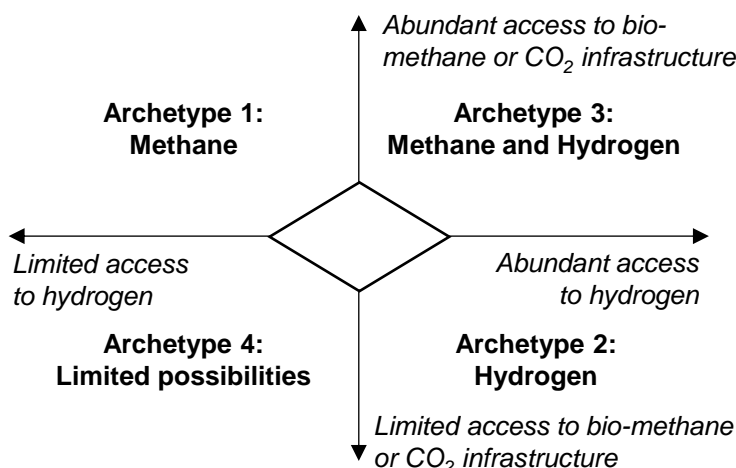 Abundant access to bio-
methane or CO₂ infrastructure
Archetype 1:
Methane
Archetype 3:
Methane and Hydrogen
Limited access
to hydrogen
Abundant access
to hydrogen
Archetype 4:
Limited possibilities
Archetype 2:
Hydrogen
Limited access to bio-methane
or CO₂ infrastructure